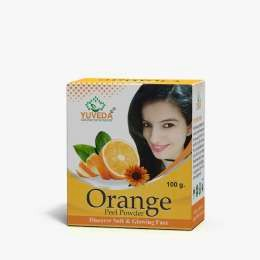 YUVEDA
100 g.
Orange
Peel Powder
Discover Soft & Glowing Face